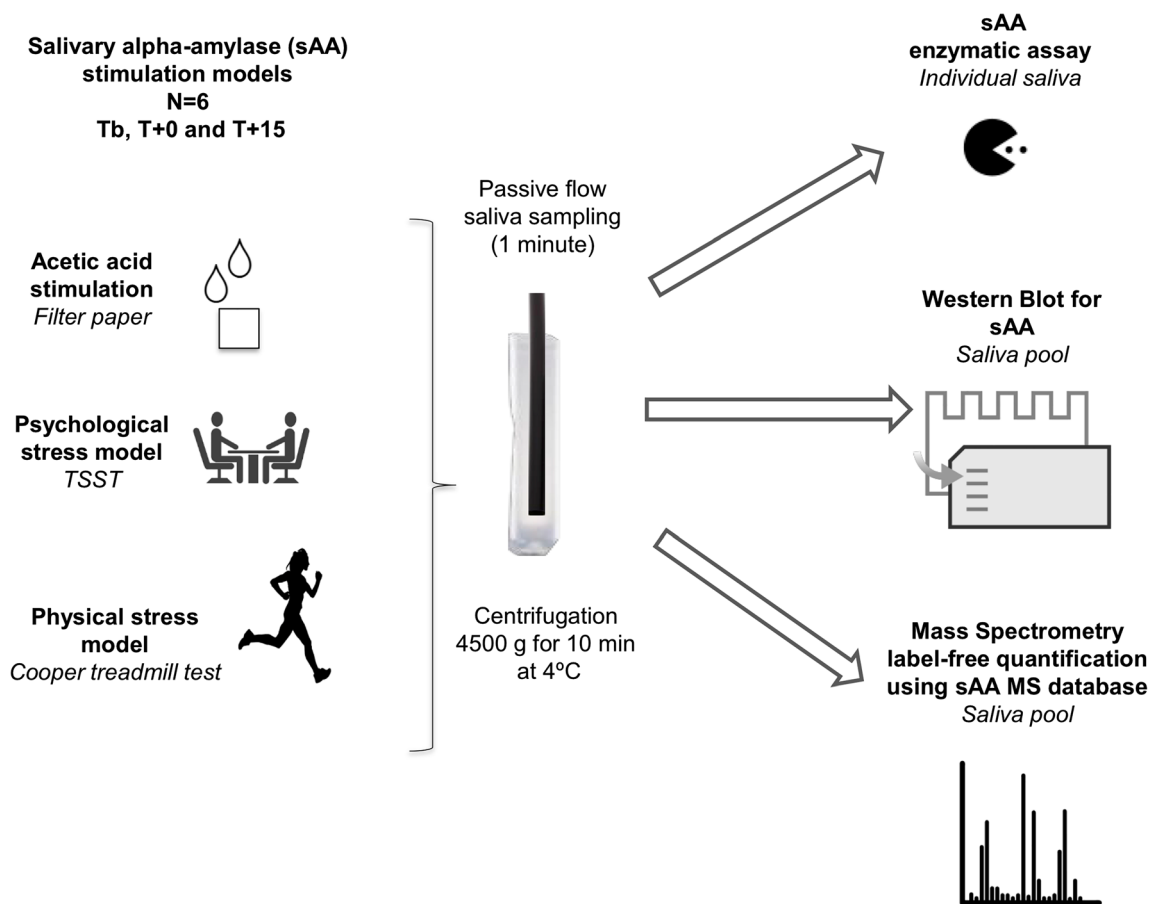 Salivary alpha-amylase (sAA)
stimulation models
N=6
Tb, T+0 and T+15
Acetic acid
stimulation
Filter paper
Psychological
stress model
TSST
Physical stress
model
Cooper treadmill test
Passive flow
saliva sampling
(1 minute)
Centrifugation
4500 g for 10 min
at 4ºC
sAA
enzymatic assay
Individual saliva
Western Blot for
sAA
Saliva pool
Mass Spectrometry
label-free quantification
using sAA MS database
Saliva pool